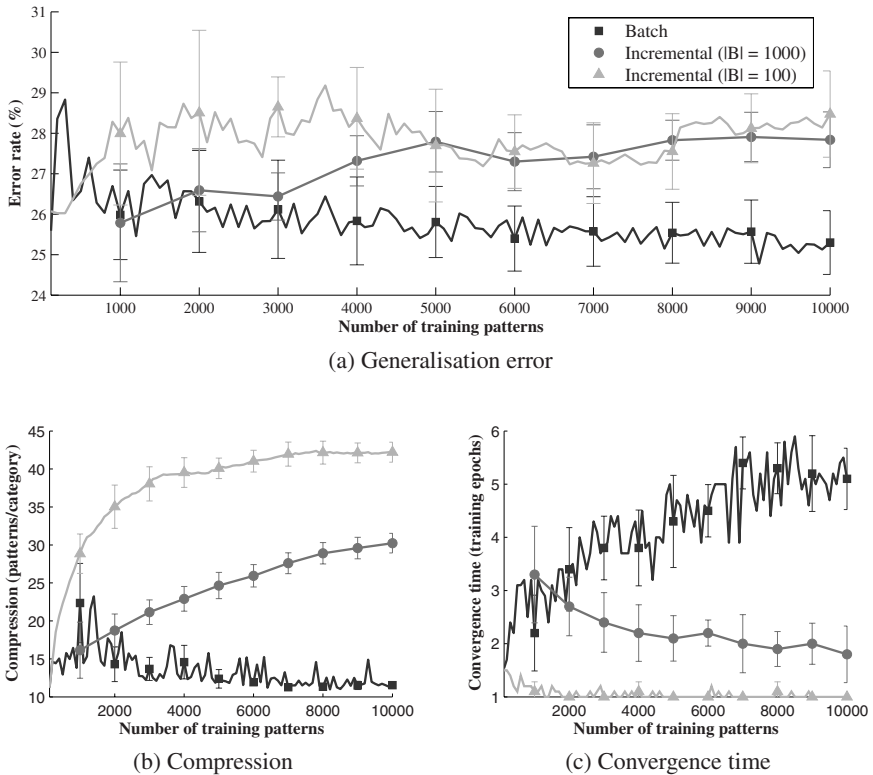 31
30
29
28
27
26
25
24
Error rate (%)
Batch
Incremental (|B| = 1000)
Incremental (|B| = 100)
1000 2000 3000 4000 5000 6000 7000 8000 9000 10000
Number of training patterns
(a) Generalisation error
45
40
35
30
25
20
15
10
Compression (patterns/category)
2000 4000 6000 8000 10000
Number of training patterns
(b) Compression
6
5
4
3
2
1
Convergence time (training epochs)
2000 4000 6000 8000 10000
Number of training patterns
(c) Convergence time